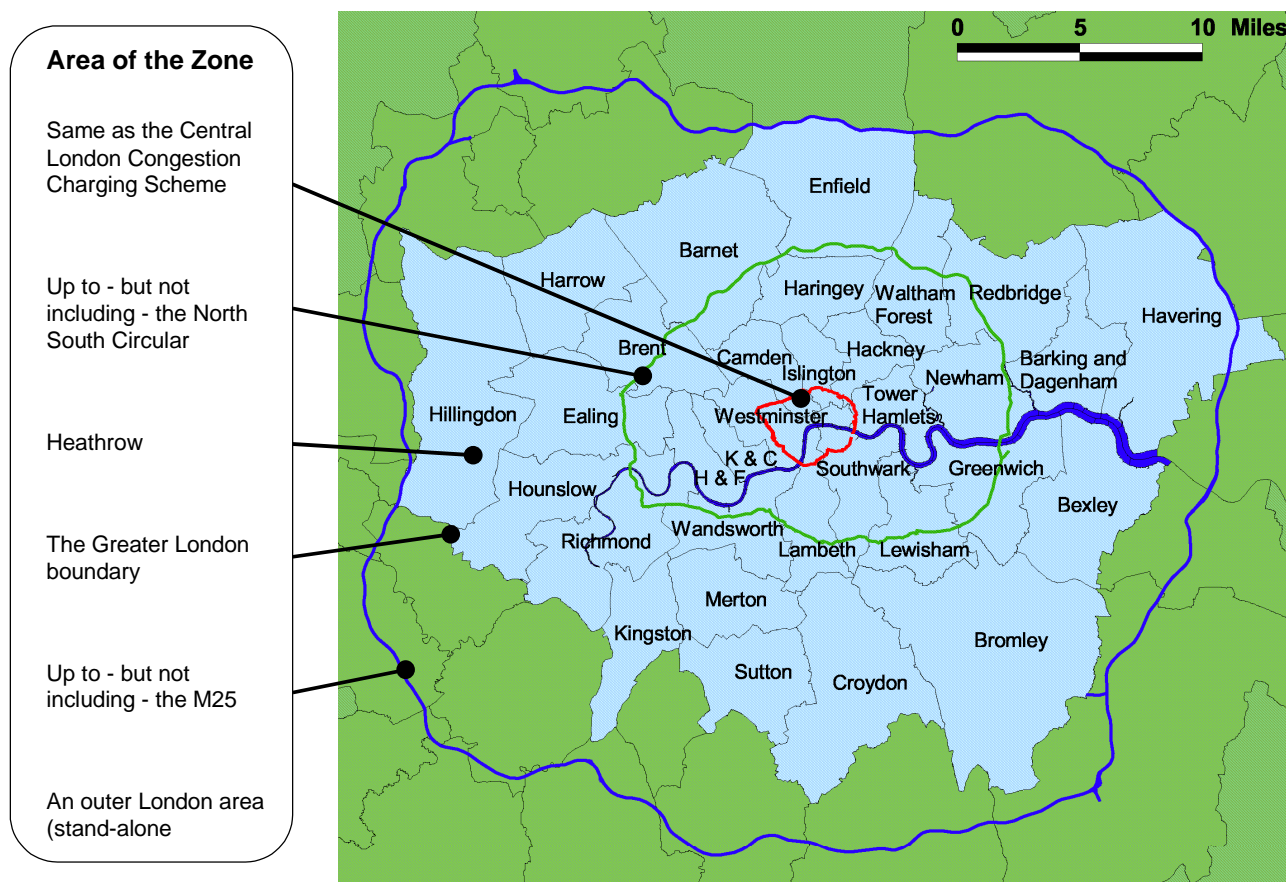 Area of the Zone
Same as the Central
London Congestion
Charging Scheme
Up to - but not
including - the North
South Circular
Heathrow
The Greater London
boundary
Up to - but not
including - the M25
An outer London area
(stand-alone
0 5 10 Miles
Enfield
Barnet
Harrow
Haringey
Waltham
Forest
Redbridge
Havering
Brent
Camden
Hackney
Islington
Barking and
Dagenham
Newham
Tower
Hamlets
Hillingdon
Ealing
Westminster
K & C
H & F
Southwark
Greenwich
Hounslow
Bexley
Wandsworth
Richmond
Lambeth
Lewisham
Merton
Kingston
Bromley
Sutton
Croydon